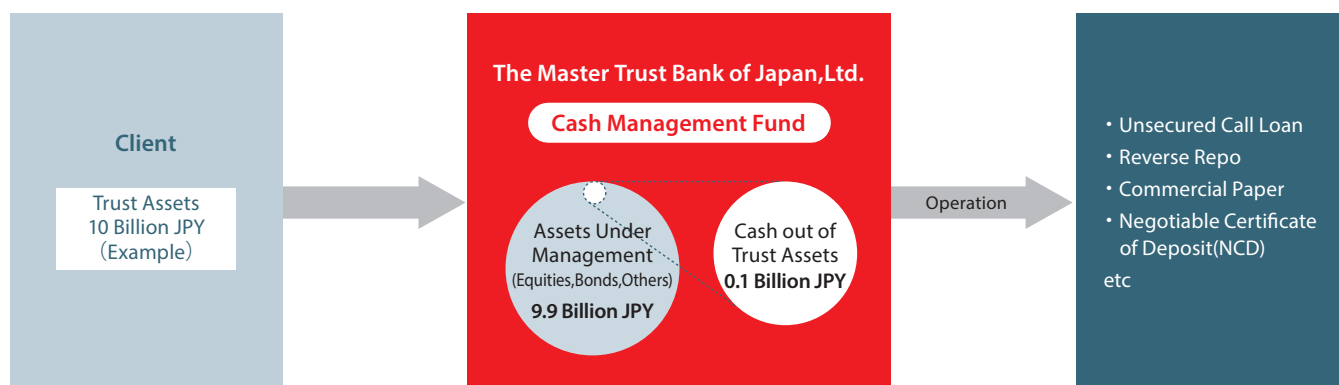 Client
Trust Assets
10 Billion JPY
(Example)
The Master Trust Bank of Japan,Ltd.
Cash Management Fund
Assets Under
Management
(Equities,Bonds,Others)
9.9 Billion JPY
Cash out of
Trust Assets
0.1 Billion JPY
Operation
・Unsecured Call Loan
・Reverse Repo
・Commercial Paper
・Negotiable Certificate
of Deposit(NCD)
etc